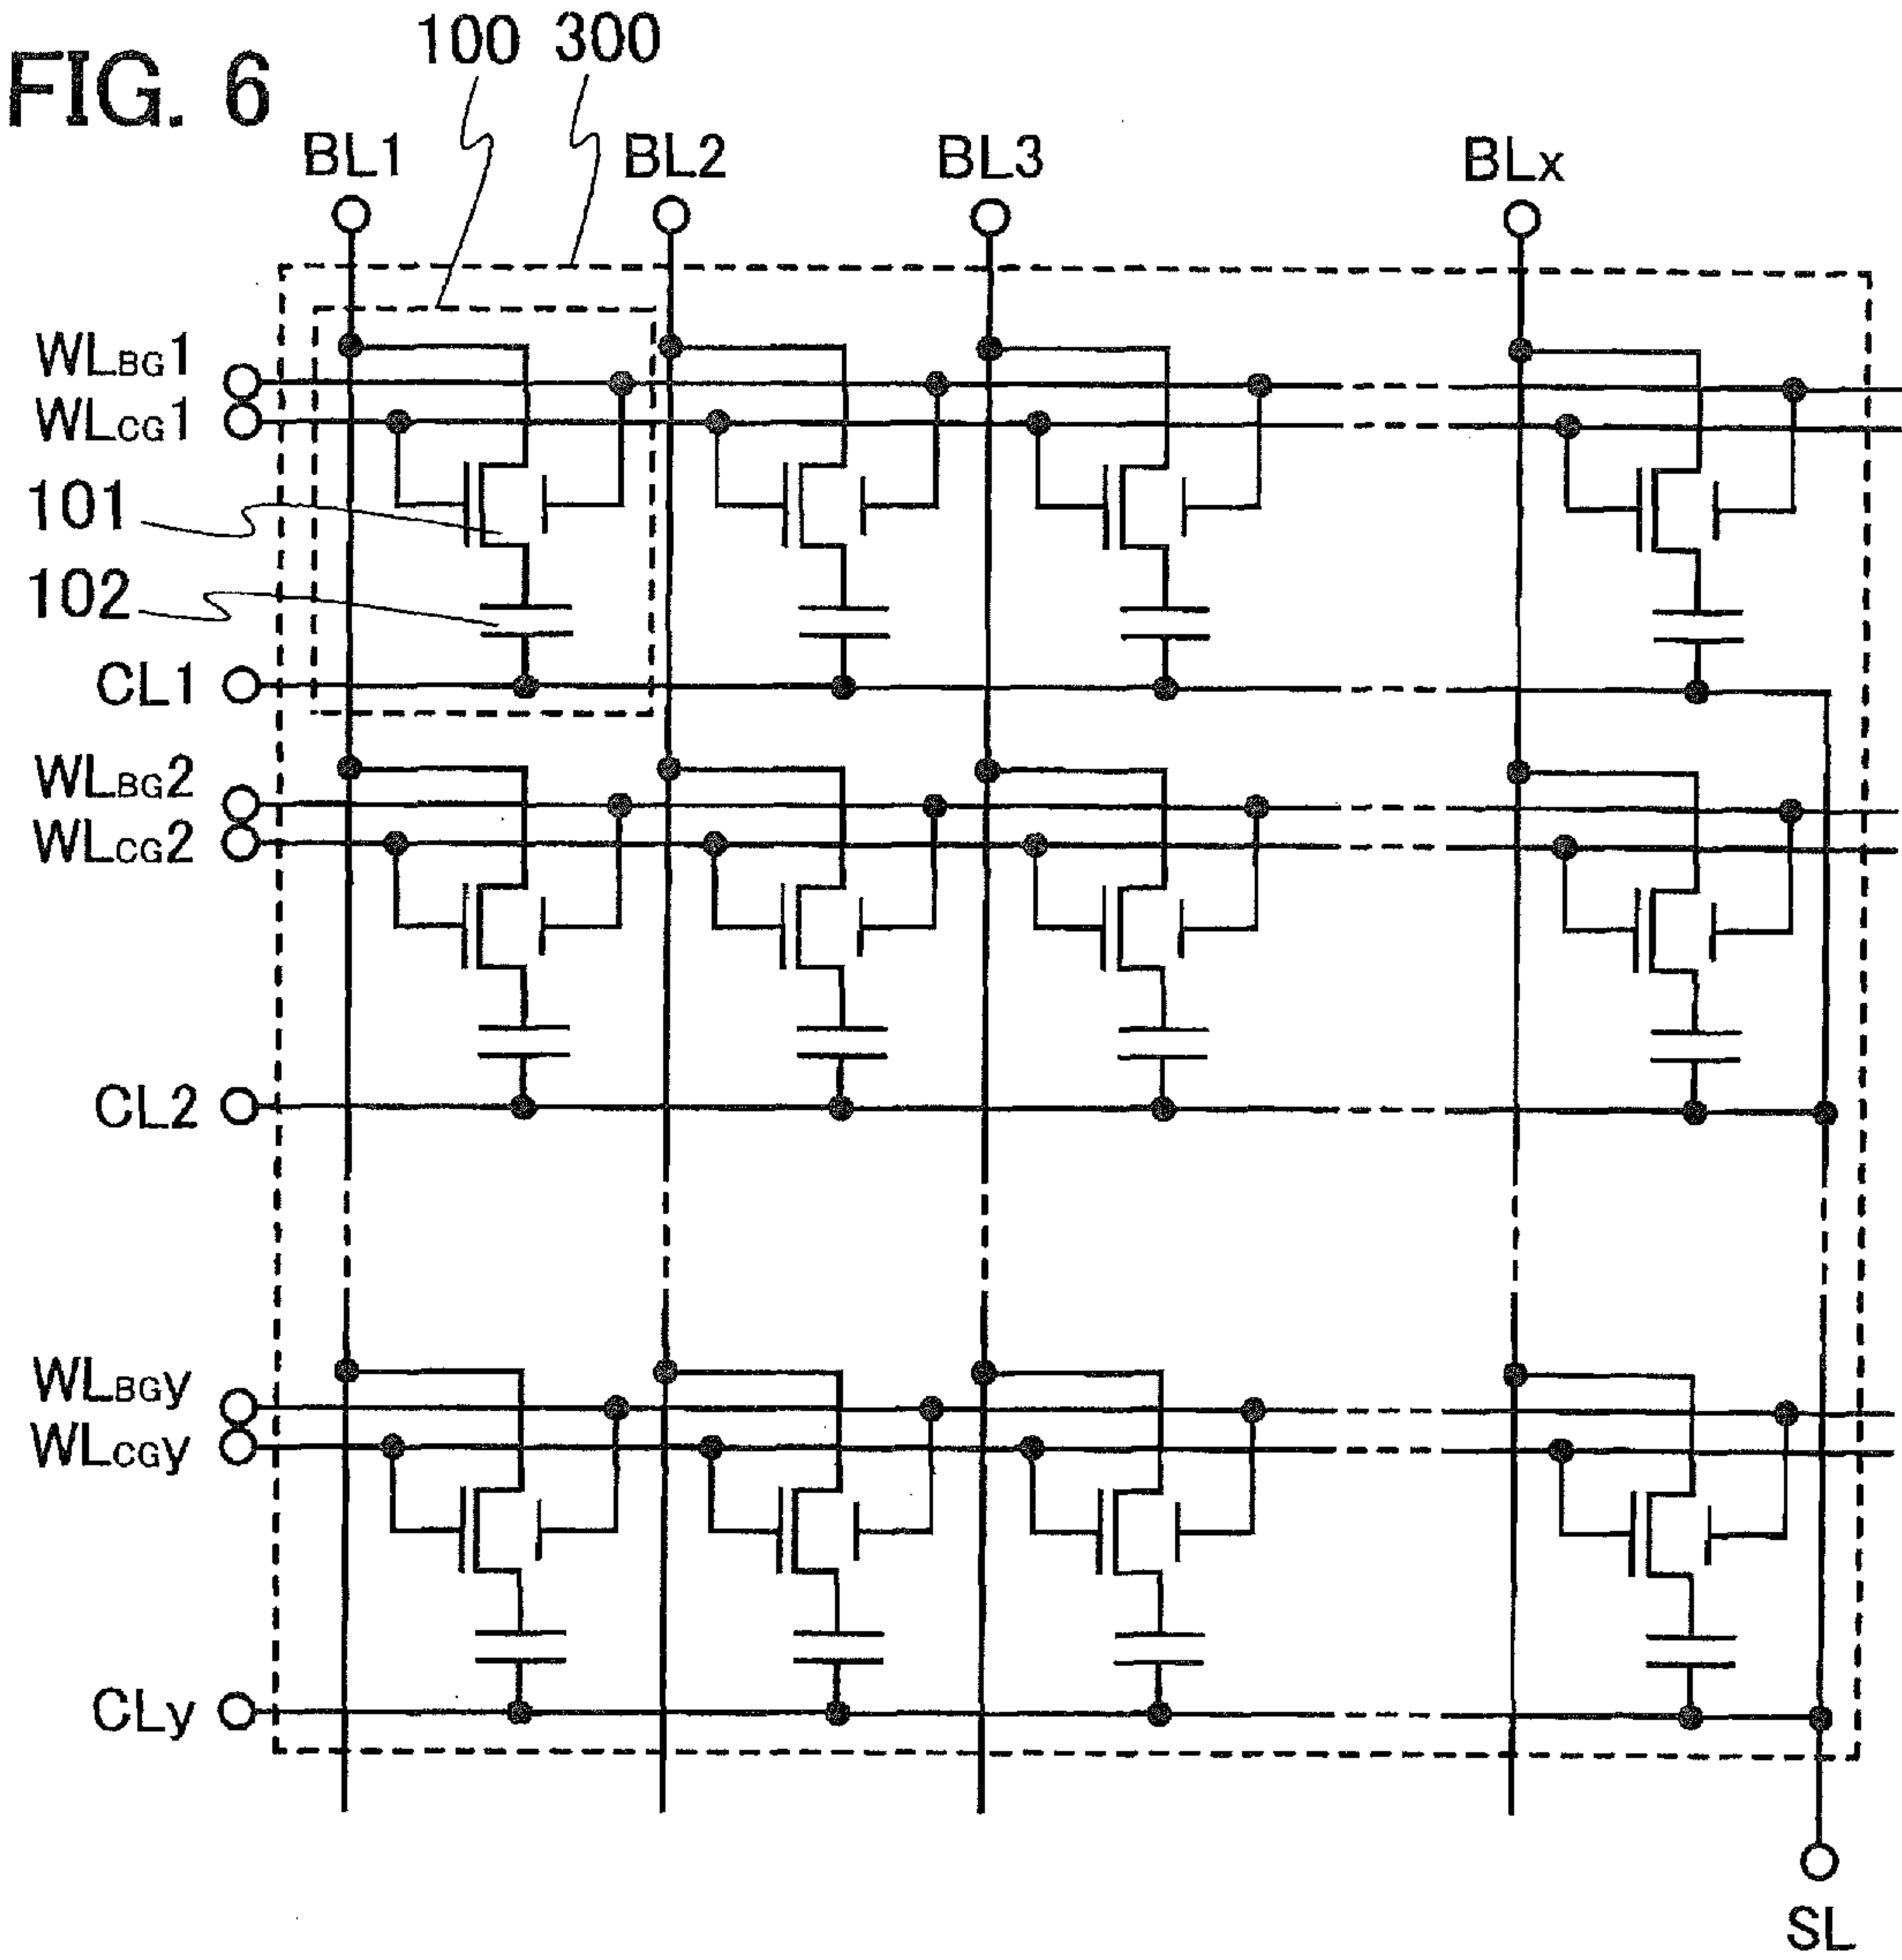 FIG. 6
100 300
BL1 BL2 BL3 BLx
WLBG1
WLCG1
101
102
CL1
WLBG2
WLCG2
CL2
WLBGy
WLCGy
CLy
SL